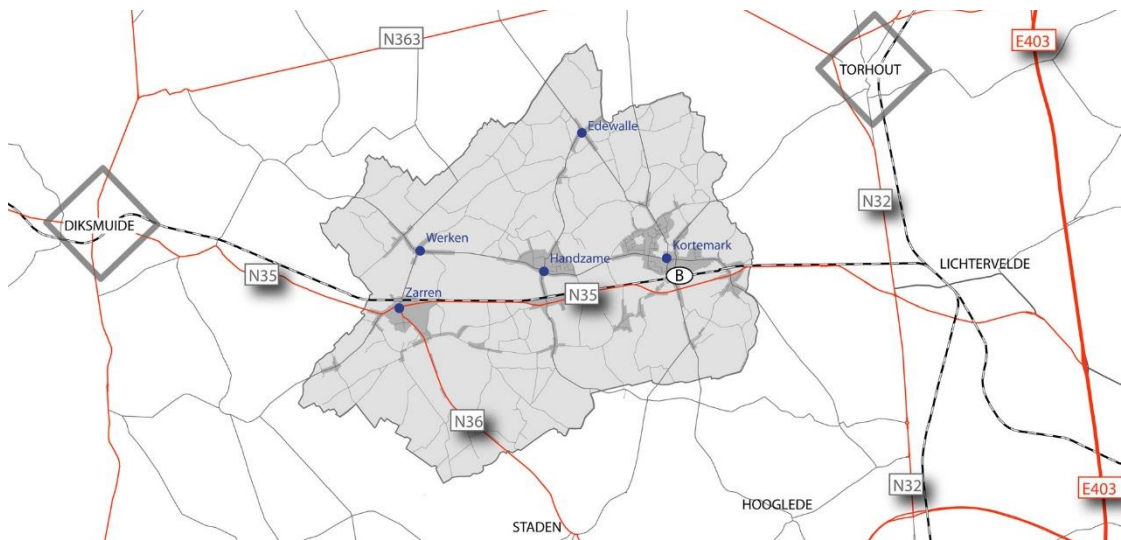 N363
E403
TORHOUT
Edewalle
N32
DIKSMUIDE
Werken
Kortemark
Handzame
LICHTERVELDE
B
N35
Zarren
N35
N36
N32
E403
HOOGLEDE
STADEN